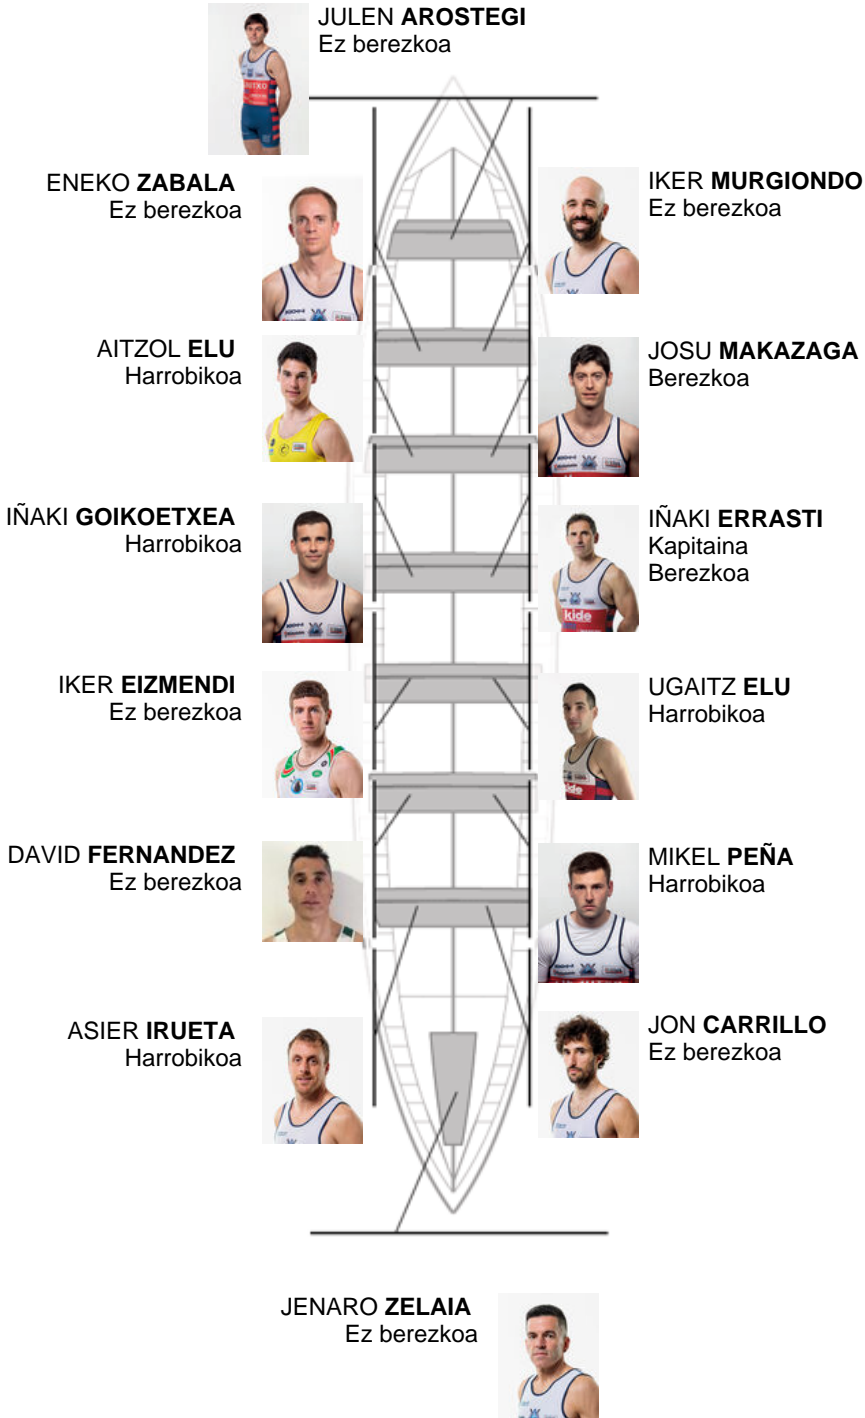 JULEN AROSTEGI
Ez berezkoa
ENEKO ZABALA
Ez berezkoa
IKER MURGIONDO
Ez berezkoa
AITZOL ELU
Harrobikoa
JOSU MAKAZAGA
Berezkoa
IÑAKI GOIKOETXEA
Harrobikoa
IÑAKI ERRASTI
Kapitaina
Berezkoa
kide
IKER EIZMENDI
Ez berezkoa
UGAITZ ELU
Harrobikoa
kide
DAVID FERNANDEZ
Ez berezkoa
MIKEL PEÑA
Harrobikoa
ASIER IRUETA
Harrobikoa
JON CARRILLO
Ez berezkoa
JENARO ZELAIA
Ez berezkoa